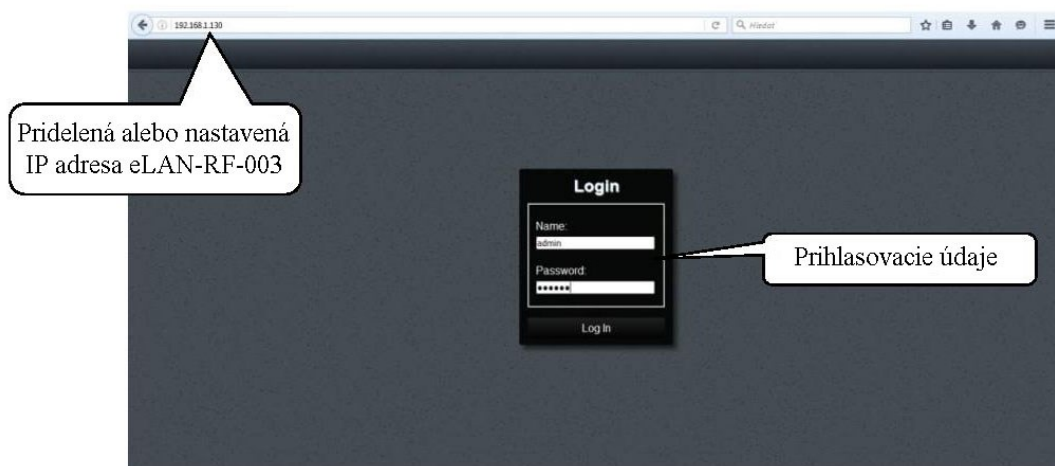 192.168.1.130
Hledat
Pridelená alebo nastavená
IP adresa eLAN-RF-003
Login
Name:
admin
Password:
••••••
Prihlasovacie údaje
Log In